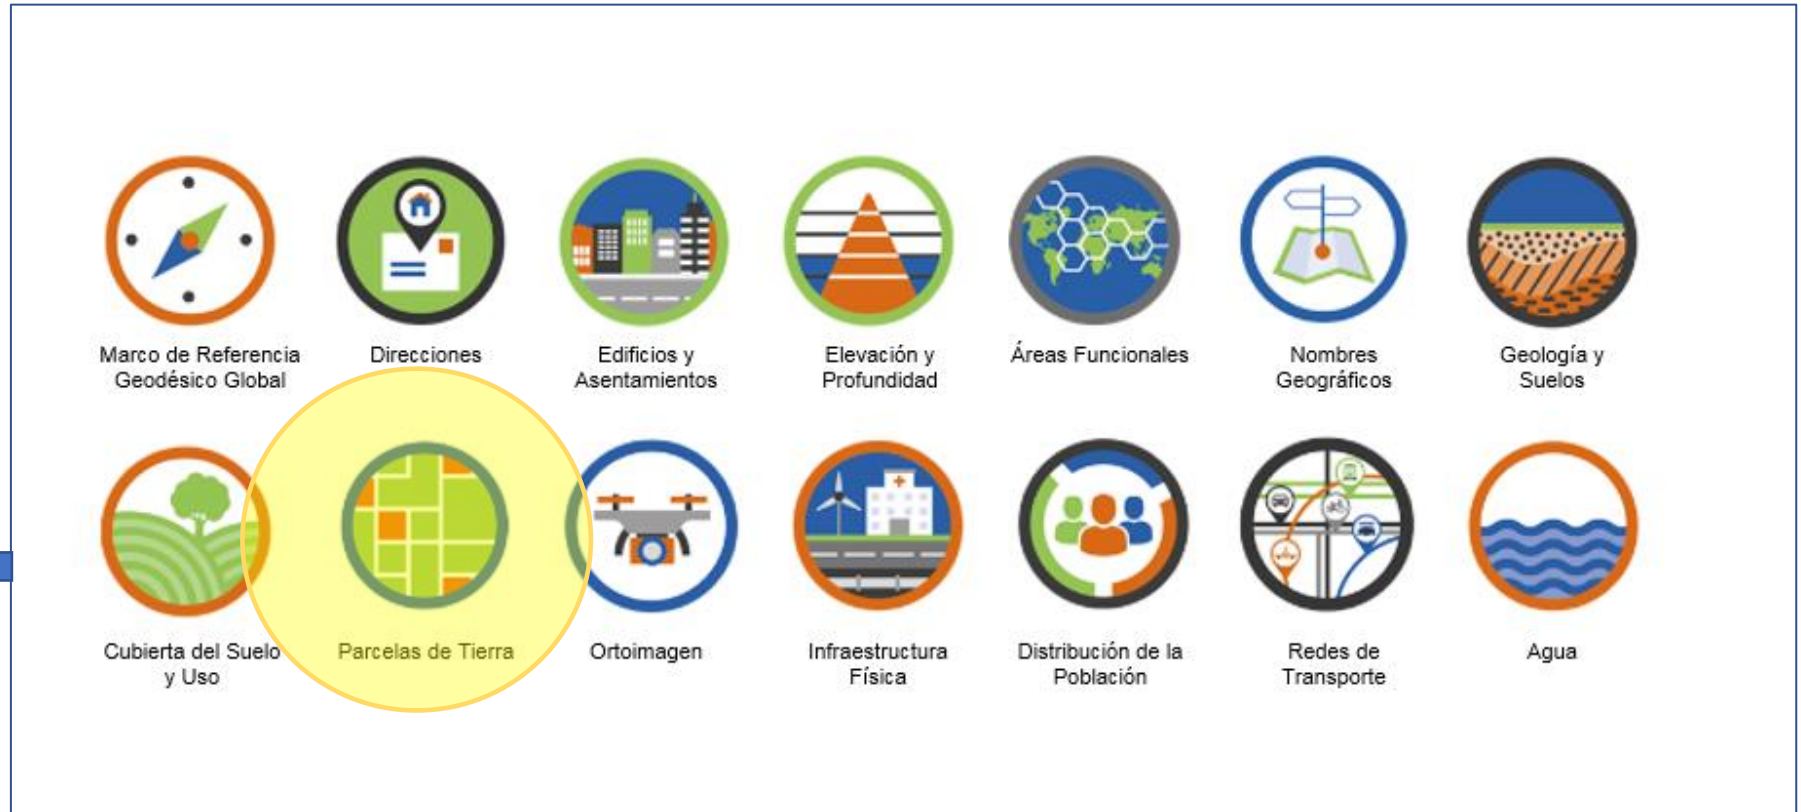 Marco de Referencia
Geodésico Global
Direcciones
Edificios y
Asentamientos
Elevación y
Profundidad
Áreas Funcionales
Nombres
Geográficos
Geología y
Suelos
Cubierta del Suelo
y Uso
Parcelas de Tierra
Ortoimagen
Infraestructura
Física
Distribución de la
Población
Redes de
Transporte
Agua